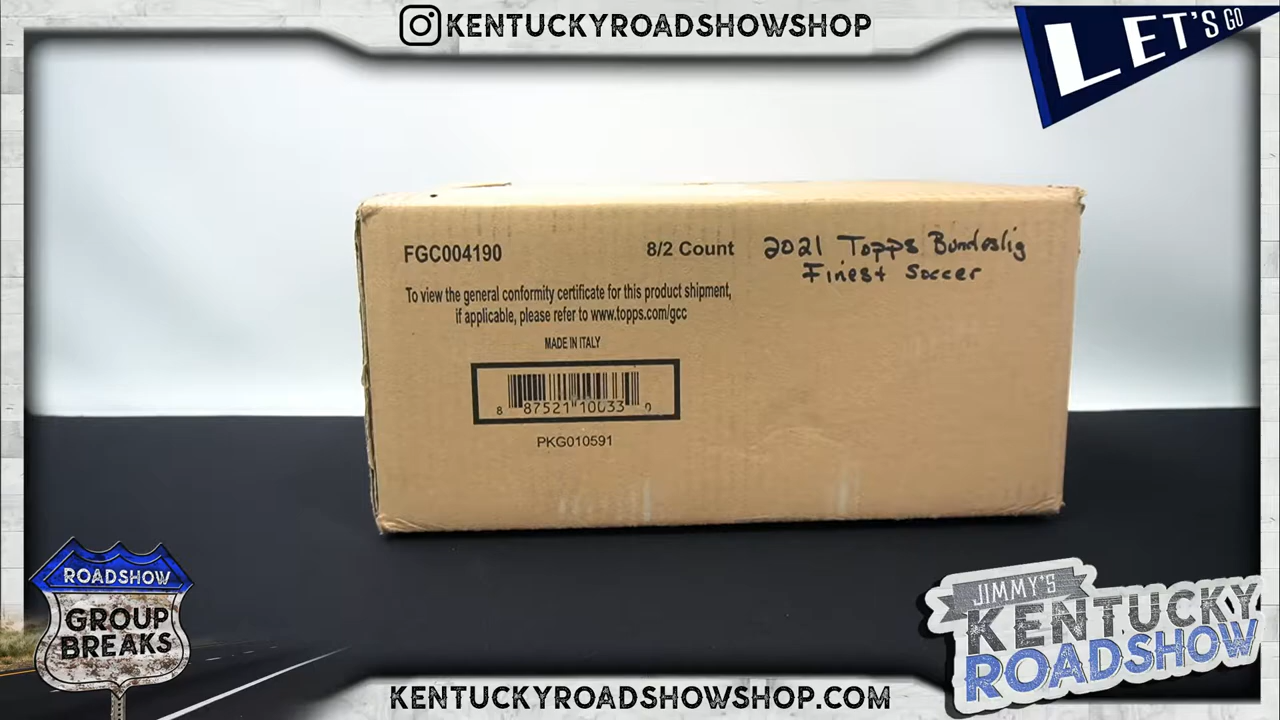 KENTUCKYROADSHOWSHOP
LET'S GO
FGC004190
8/2 Count
2021 Topps Bundeslig
Finest Soccer
To view the general conformity certificate for this product shipment,
if applicable, please refer to www.topps.com/gcc
MADE IN ITALY
8 87521 10033 0
PKG010591
ROADSHOW
GROUP
BREAKS
JIMMY'S
KENTUCKY
ROADSHOW
KENTUCKYROADSHOWSHOP.COM